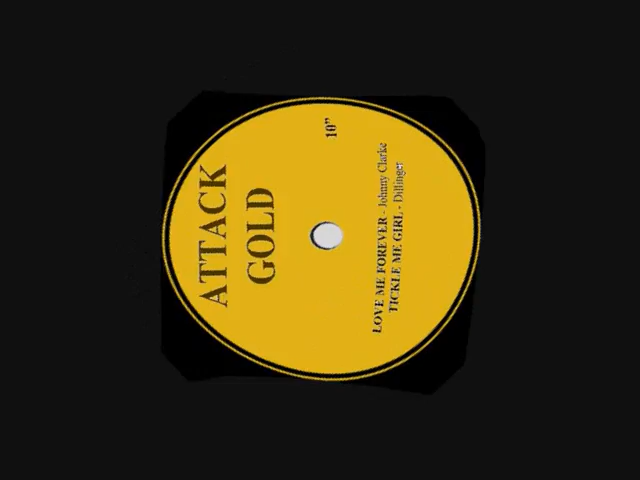 ATTACK
GOLD
10"
LOVE ME FOREVER - Johnny Clarke
TICKLE ME GIRL - Dillinger